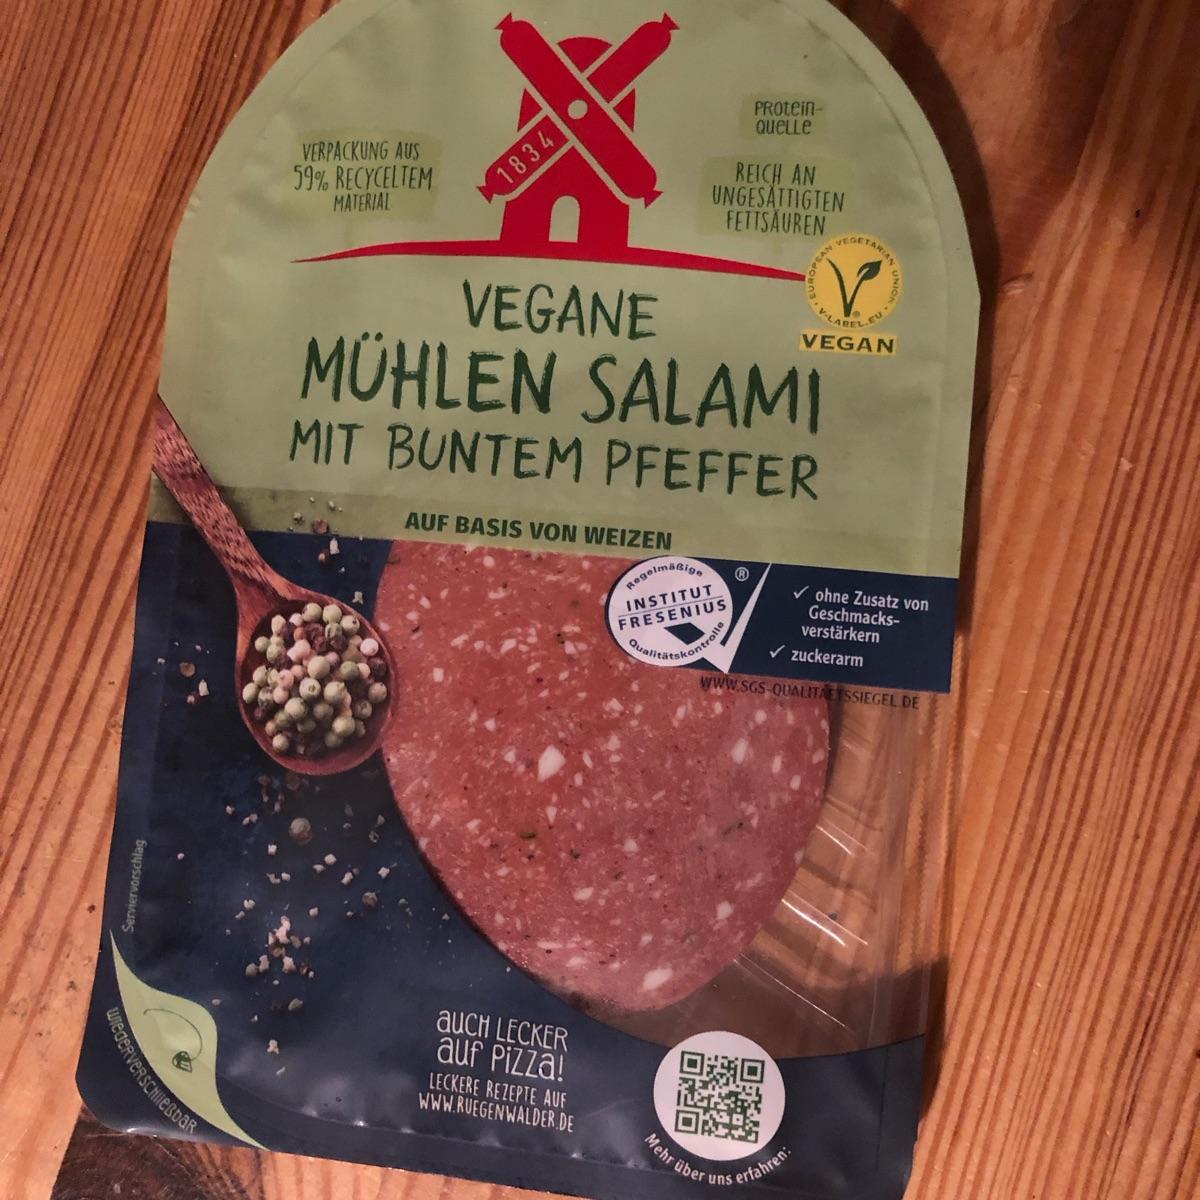 1834
VERPACKUNG AUS
59% RECYCELTEM
MATERIAL
PROTEIN-
QUELLE
REICH AN
UNGESÄTTIGTEN
FETTSÄUREN
EUROPEAN VEGETARIAN UNION
V-LABEL.EU
VEGAN
VEGANE
MÜHLEN SALAMI
MIT BUNTEM PFEFFER
AUF BASIS VON WEIZEN
Regelmäßige
INSTITUT
FRESENIUS
Qualitätskontrolle
®
✓ ohne Zusatz von
Geschmacks-
verstärkern
✓ zuckerarm
WWW.SGS-QUALITAETSSIEGEL.DE
Serviervorschlag
wiederverschließbar
AUCH LECKER
AUF PIZZA!
LECKERE REZEPTE AUF
WWW.RUEGENWALDER.DE
Mehr über uns erfahren: